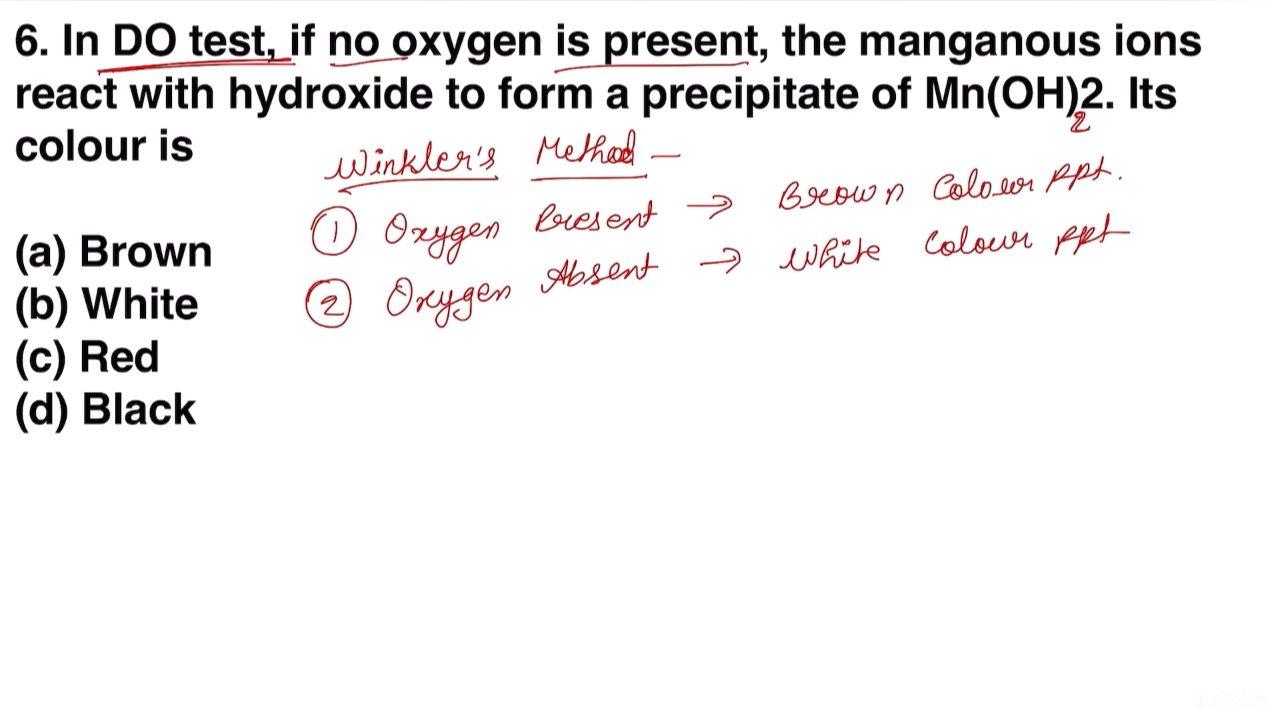 6. In DO test, if no oxygen is present, the manganous ions
react with hydroxide to form a precipitate of Mn(OH)2. Its
2
colour is
Winkler's Method -
① Oxygen Present → Brown Colour ppt.
② Oxygen Absent → White Colour ppt
(a) Brown
(b) White
(c) Red
(d) Black